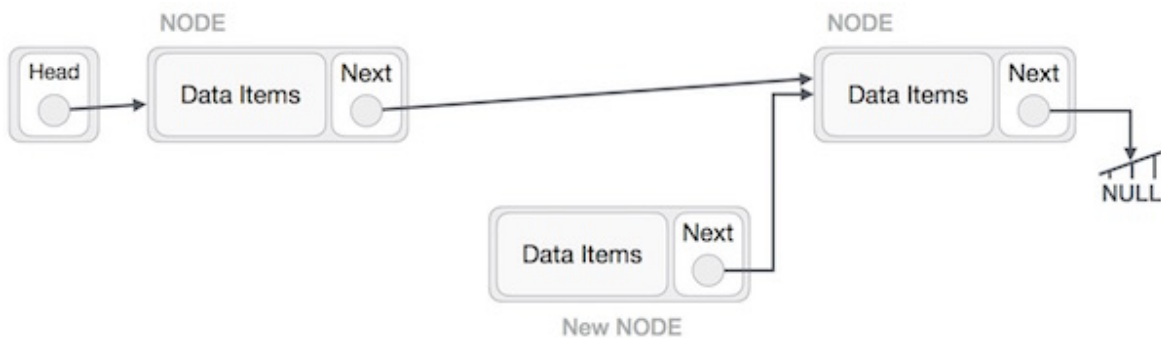 NODE
NODE
Head
Data Items
Next
Data Items
Next
NULL
Data Items
Next
New NODE